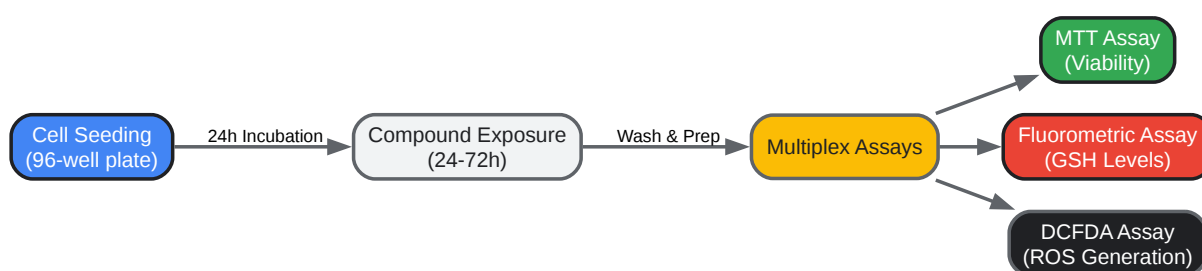 Cell Seeding
(96-well plate)
24h Incubation
Compound Exposure
(24-72h)
Wash & Prep
Multiplex Assays
MTT Assay
(Viability)
Fluorometric Assay
(GSH Levels)
DCFDA Assay
(ROS Generation)